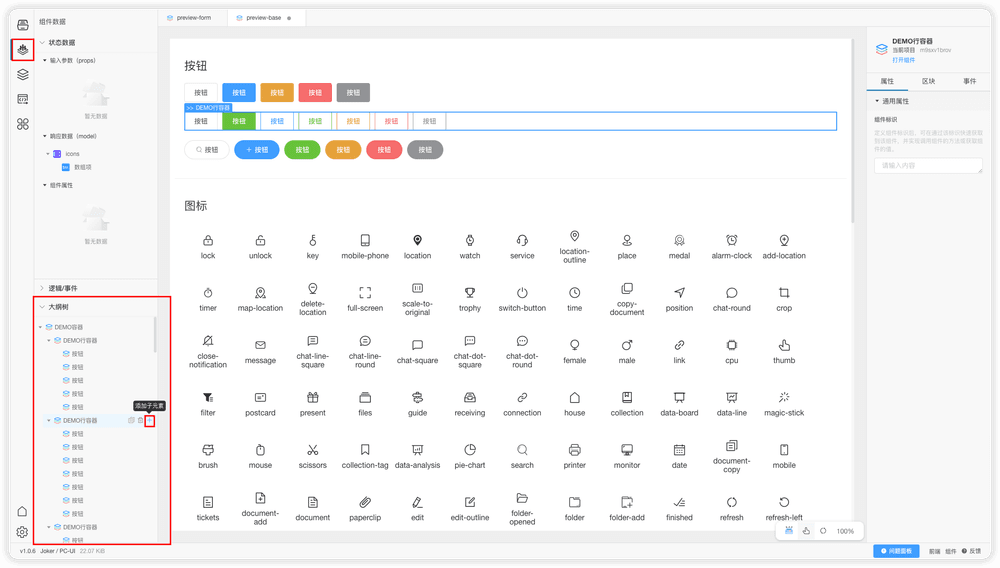 组件数据
preview-form
preview-base
状态数据
输入参数（props）
暂无数据
响应数据（model）
icons
数组项
组件属性
暂无数据
逻辑/事件
大纲树
DEMO容器
DEMO行容器
按钮
按钮
按钮
按钮
按钮
添加子元素
DEMO行容器
按钮
按钮
按钮
按钮
按钮
按钮
按钮
DEMO行容器
按钮
按钮
按钮 按钮 按钮 按钮 按钮
>> DEMO行容器
按钮 按钮 按钮 按钮 按钮 按钮 按钮
按钮 + 按钮 按钮 按钮 按钮 按钮
图标
lock unlock key mobile-phone location watch service location-outline place medal alarm-clock add-location
timer map-location delete-location full-screen scale-to-original trophy switch-button time copy-document position chat-round crop
close-notification message chat-line-square chat-line-round chat-square chat-dot-square chat-dot-round female male link cpu thumb
filter postcard present files guide receiving connection house collection data-board data-line magic-stick
brush mouse scissors collection-tag data-analysis pie-chart search printer monitor date document-copy mobile
tickets document-add document paperclip edit edit-outline folder-opened folder folder-add finished refresh refresh-left
100%
DEMO行容器
当前项目
打开组件
属性 区块 事件
通用属性
组件标识
请输入内容
v1.0.6 Joker / PC-UI 22.07 KiB
问题面板 前端 组件 反馈